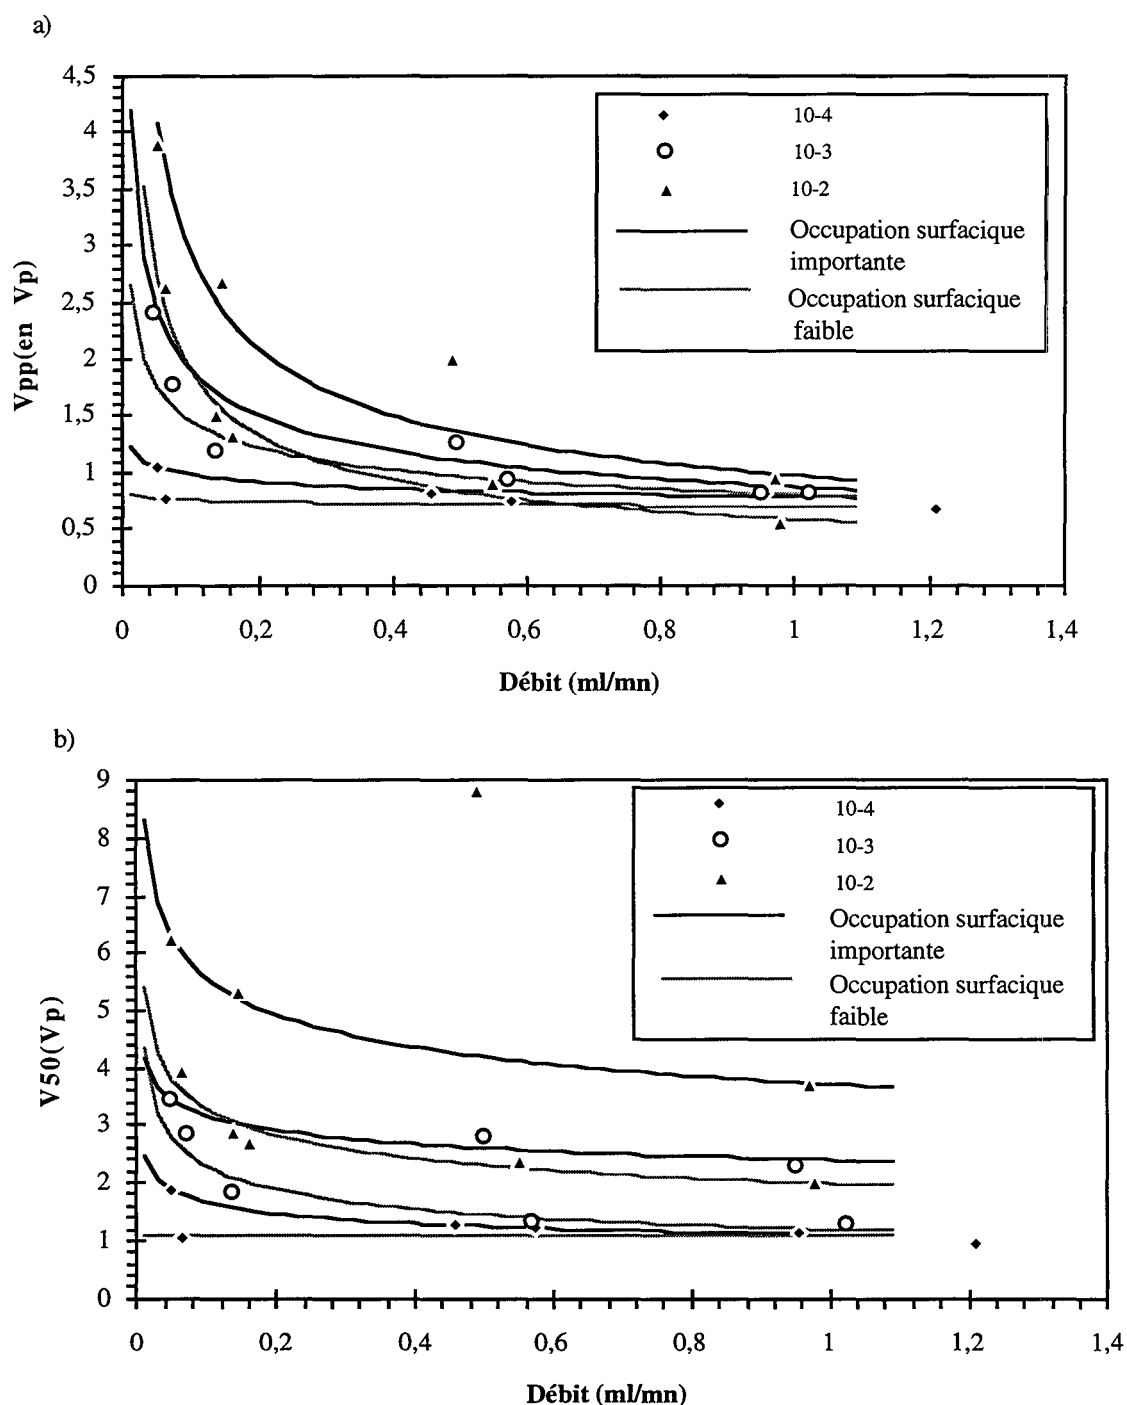 a)
4,5
4
3,5
3
2,5
2
1,5
1
0,5
0
Vpp(en Vp)
10-4
10-3
10-2
Occupation surfacique
importante
Occupation surfacique
faible
0 0,2 0,4 0,6 0,8 1 1,2 1,4
Débit (ml/mn)
b)
9
8
7
6
5
4
3
2
1
0
V50(Vp)
10-4
10-3
10-2
Occupation surfacique
importante
Occupation surfacique
faible
0 0,2 0,4 0,6 0,8 1 1,2 1,4
Débit (ml/mn)